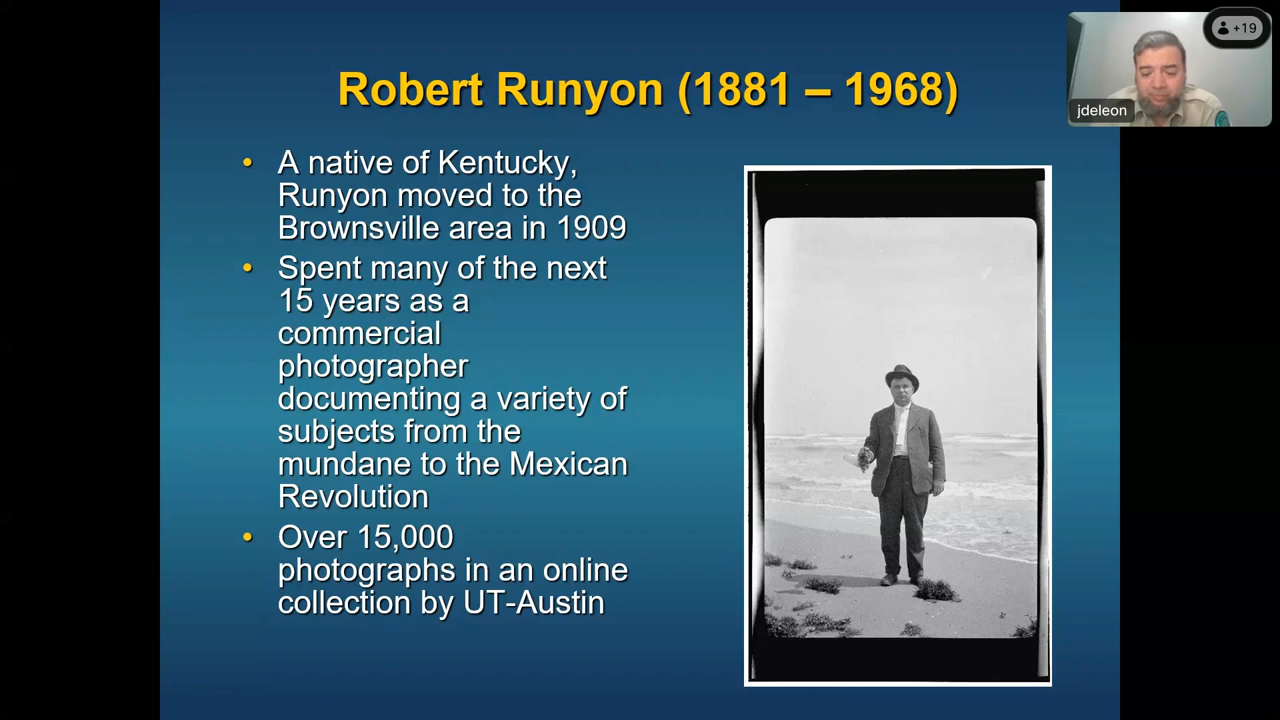 Robert Runyon (1881 – 1968)
• A native of Kentucky,
Runyon moved to the
Brownsville area in 1909
• Spent many of the next
15 years as a
commercial
photographer
documenting a variety of
subjects from the
mundane to the Mexican
Revolution
• Over 15,000
photographs in an online
collection by UT-Austin
+19
jdeleon